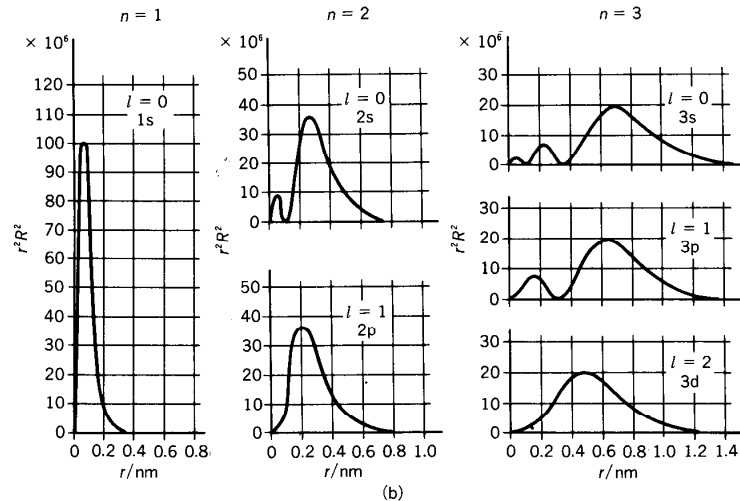 n = 1
× 10⁶
120
110
100
90
80
70
60
50
40
30
20
10
0
r²R²
l = 0
1s
0 0.2 0.4 0.6 0.8
r/nm
n = 2
× 10⁶
50
40
30
20
10
0
r²R²
l = 0
2s
50
40
30
20
10
0
l = 1
2p
0 0.2 0.4 0.6 0.8 1.0
r/nm
n = 3
× 10⁶
30
20
10
0
l = 0
3s
r²R²
30
20
10
0
l = 1
3p
30
20
10
0
l = 2
3d
0 0.2 0.4 0.6 0.8 1.0 1.2 1.4
r/nm
(b)